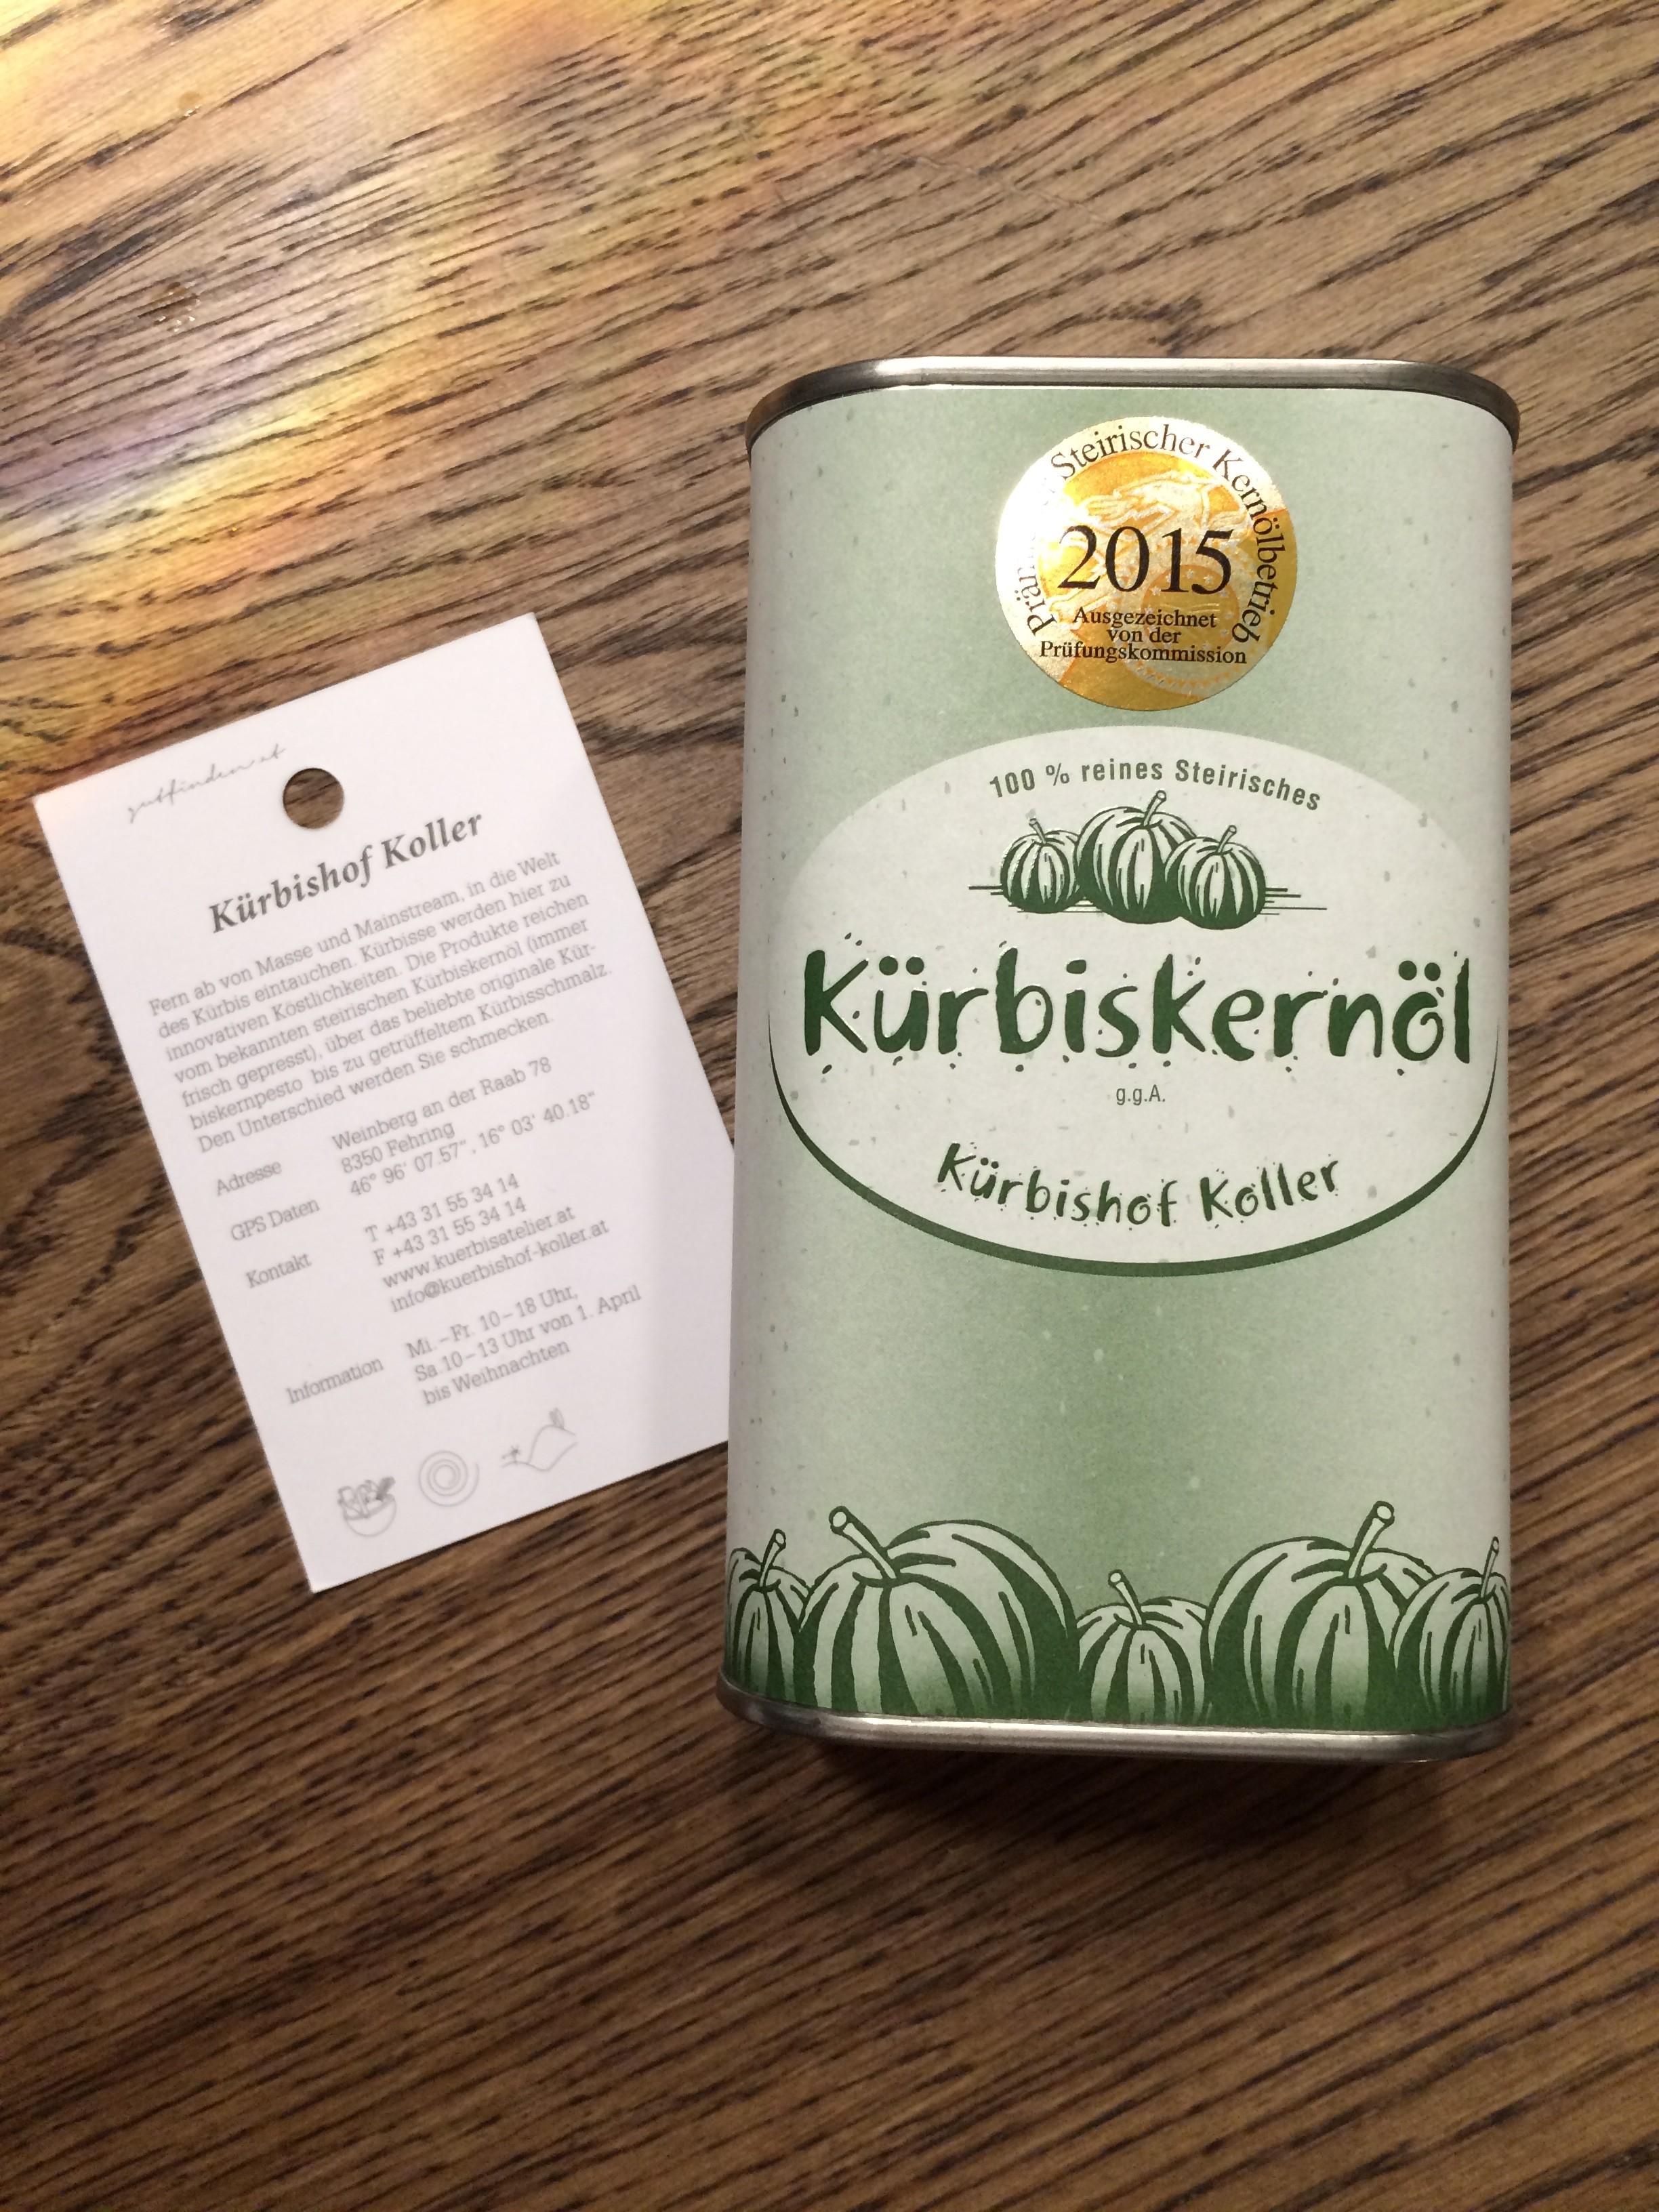 gutfinden.at
Kürbishof Koller
Fern ab von Masse und Mainstream, in die Welt
des Kürbis eintauchen. Kürbisse werden hier zu
innovativen Köstlichkeiten. Die Produkte reichen
vom bekannten steirischen Kürbiskernöl (immer
frisch gepresst), über das beliebte originale Kür-
biskernpesto bis zu getrüffeltem Kürbisschmalz.
Den Unterschied werden Sie schmecken.
Adresse Weinberg an der Raab 78
8350 Fehring
GPS Daten 46° 96' 07.57", 16° 03' 40.18"
Kontakt T +43 31 55 34 14
F +43 31 55 34 14
www.kuerbisatelier.at
info@kuerbishof-koller.at
Information Mi.–Fr. 10–18 Uhr,
Sa.10–13 Uhr von 1. April
bis Weihnachten
Steirischer Kernölbetrieb
2015
Ausgezeichnet
von der
Prüfungskommission
100 % reines Steirisches
Kürbiskernöl
g.g.A.
Kürbishof Koller